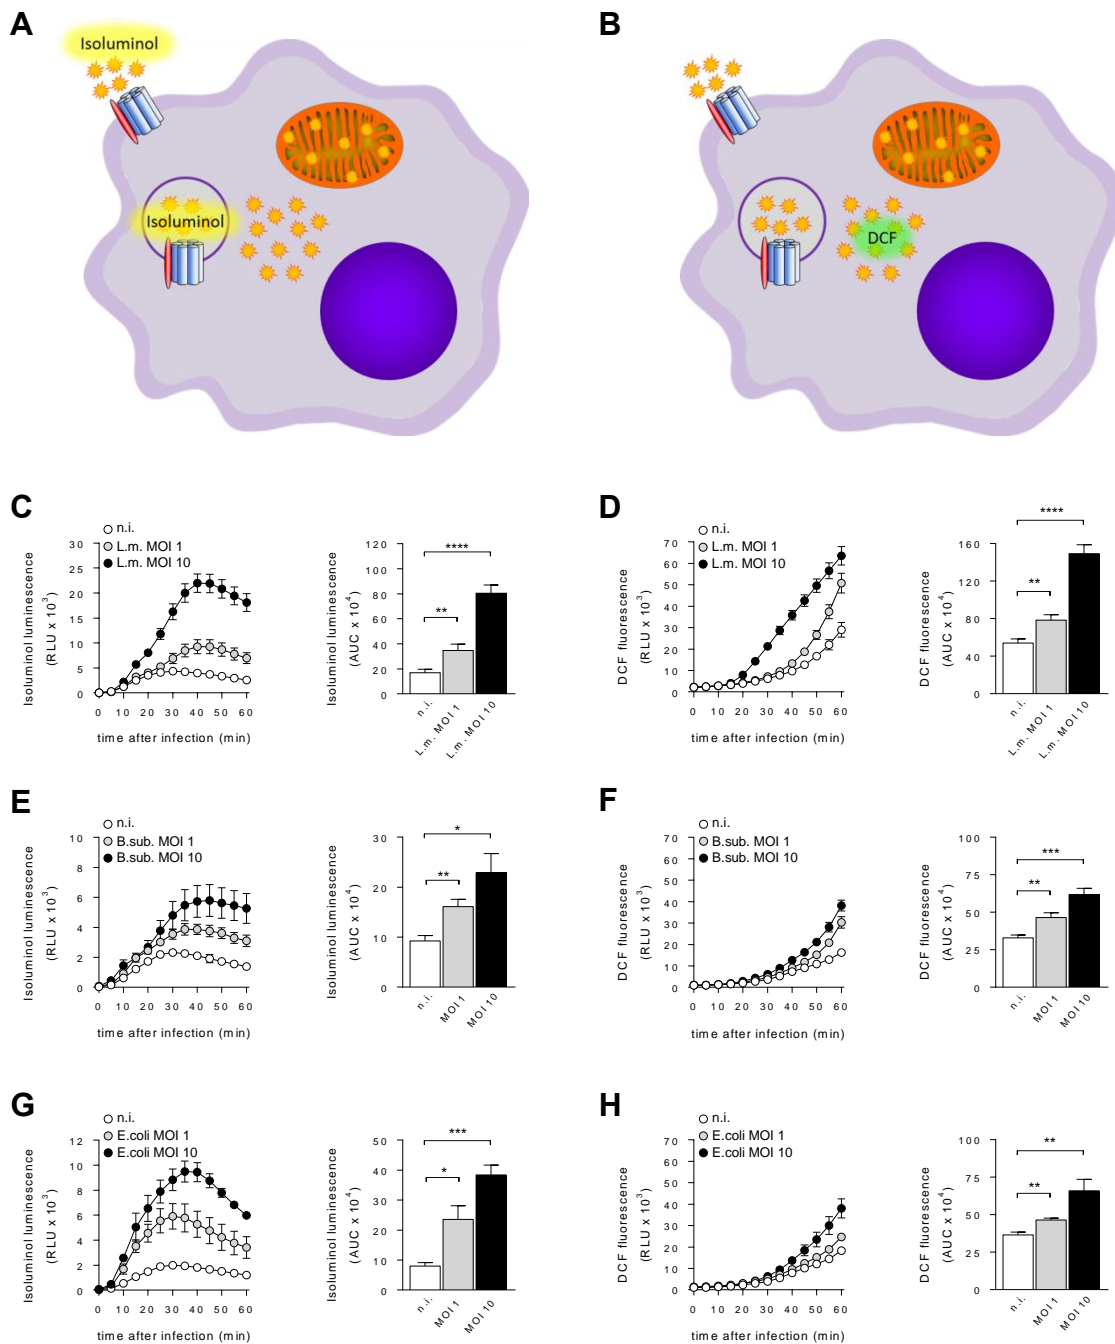 A
Isoluminol
Isoluminol
B
DCF
C
n.i.
L.m. MOI 1
L.m. MOI 10
Isoluminol luminescence
(RLU x 10³)
30
25
20
15
10
5
0
0 10 20 30 40 50 60
time after infection (min)
Isoluminol luminescence
(AUC x 10⁴)
120
100
80
60
40
20
0
**
****
n.i.
L.m. MOI 1
L.m. MOI 10
D
n.i.
L.m. MOI 1
L.m. MOI 10
DCF fluorescence
(RLU x 10³)
70
60
50
40
30
20
10
0
0 10 20 30 40 50 60
time after infection (min)
DCF fluorescence
(AUC x 10⁴)
160
120
80
40
0
**
****
n.i.
L.m. MOI 1
L.m. MOI 10
E
n.i.
B.sub. MOI 1
B.sub. MOI 10
Isoluminol luminescence
(RLU x 10³)
10
8
6
4
2
0
0 10 20 30 40 50 60
time after infection (min)
Isoluminol luminescence
(AUC x 10⁴)
30
20
10
0
**
*
n.i.
MOI 1
MOI 10
F
n.i.
B.sub. MOI 1
B.sub. MOI 10
DCF fluorescence
(RLU x 10³)
70
60
50
40
30
20
10
0
0 10 20 30 40 50 60
time after infection (min)
DCF fluorescence
(AUC x 10⁴)
100
75
50
25
0
**
***
n.i.
MOI 1
MOI 10
G
n.i.
E.coli MOI 1
E.coli MOI 10
Isoluminol luminescence
(RLU x 10³)
12
10
8
6
4
2
0
0 10 20 30 40 50 60
time after infection (min)
Isoluminol luminescence
(AUC x 10⁴)
50
40
30
20
10
0
*
***
n.i.
MOI 1
MOI 10
H
n.i.
E.coli MOI 1
E.coli MOI 10
DCF fluorescence
(RLU x 10³)
70
60
50
40
30
20
10
0
0 10 20 30 40 50 60
time after infection (min)
DCF fluorescence
(AUC x 10⁴)
100
75
50
25
0
**
**
n.i.
MOI 1
MOI 10